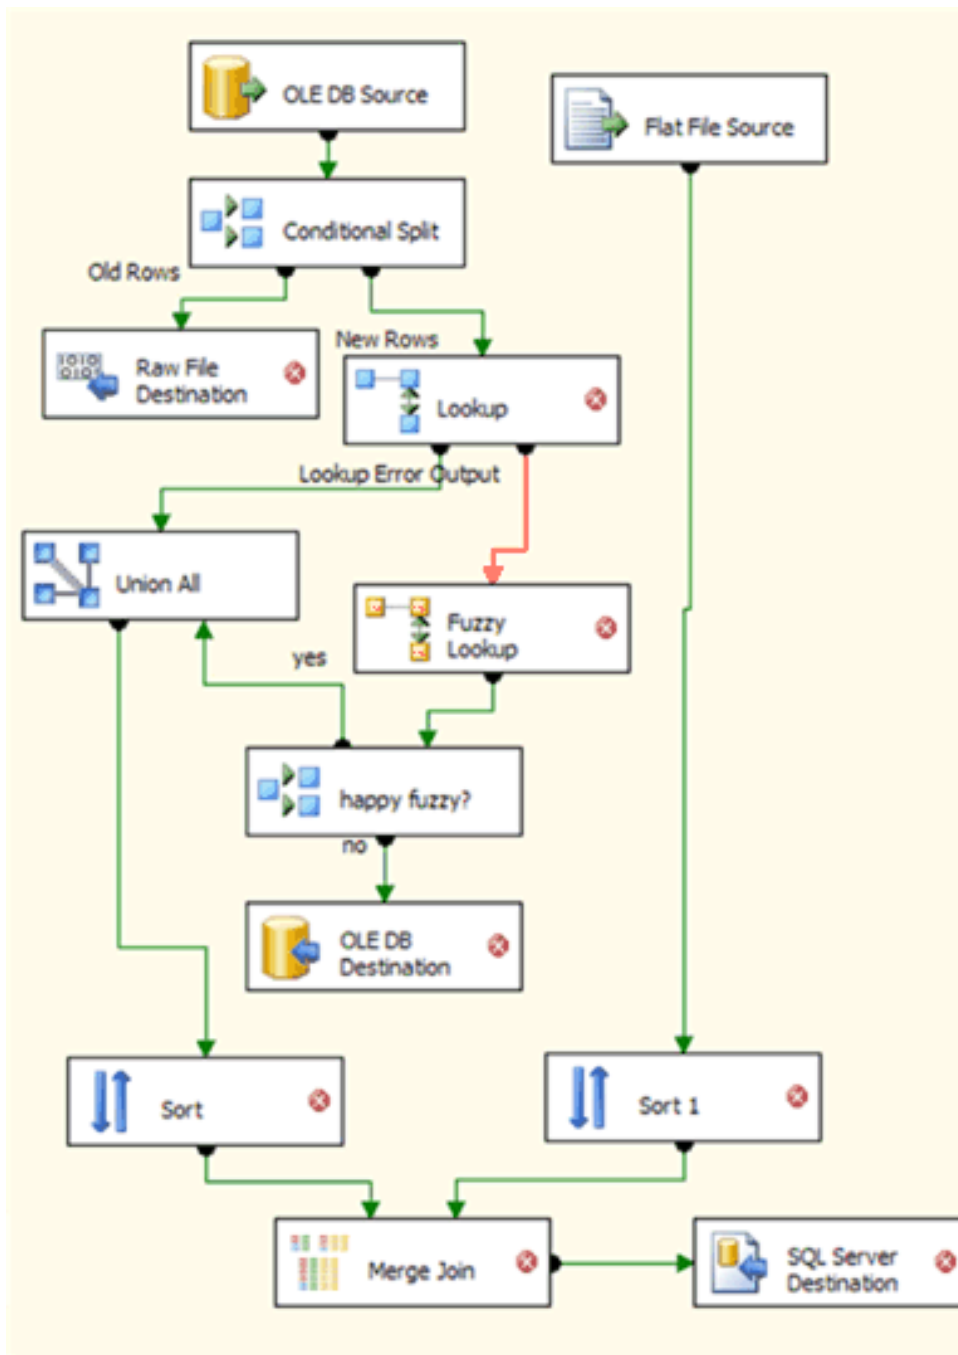 OLE DB Source
Flat File Source
Conditional Split
Old Rows
New Rows
Raw File
Destination
Lookup
Lookup Error Output
Union All
Fuzzy
Lookup
yes
happy fuzzy?
no
OLE DB
Destination
Sort
Sort 1
Merge Join
SQL Server
Destination